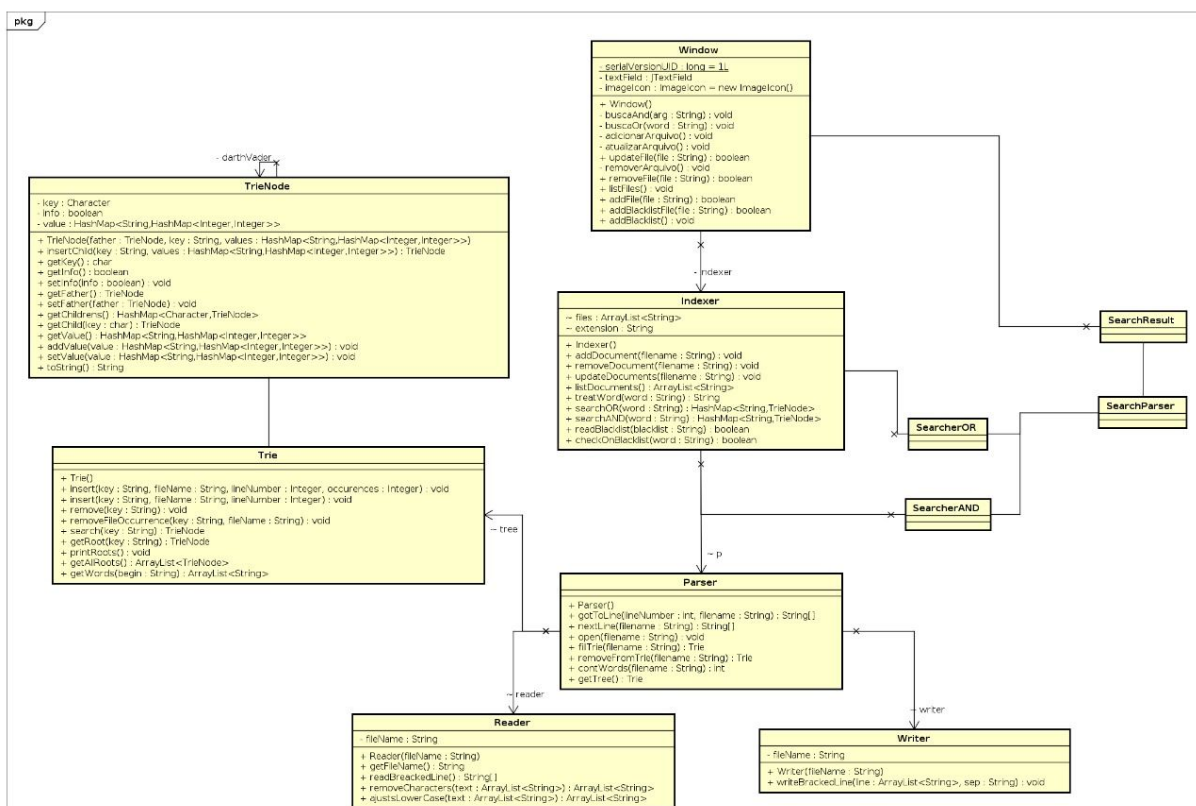 pkg
Window
- serialVersionUID : long = 1L
- textField : JTextField
- imageIcon : ImageIcon = new ImageIcon()
+ Window()
- buscaAnd(arg : String) : void
- buscaOr(word : String) : void
- adicionarArquivo() : void
- atualizarArquivo() : void
+ updateFile(file : String) : boolean
- removerArquivo() : void
+ removeFile(file : String) : boolean
+ listFiles() : void
+ addFile(file : String) : boolean
+ addBlacklistFile(file : String) : boolean
+ addBlacklist() : void
- darthVader
TrieNode
- key : Character
- info : boolean
- value : HashMap<String,HashMap<Integer,Integer>>
+ TrieNode(father : TrieNode, key : String, values : HashMap<String,HashMap<Integer,Integer>>)
+ insertChild(key : String, values : HashMap<String,HashMap<Integer,Integer>>) : TrieNode
+ getKey() : char
+ getInfo() : boolean
+ setInfo(info : boolean) : void
+ getFather() : TrieNode
+ setFather(father : TrieNode) : void
+ getChildrens() : HashMap<Character,TrieNode>
+ getChild(key : char) : TrieNode
+ getValue() : HashMap<String,HashMap<Integer,Integer>>
+ addValue(value : HashMap<String,HashMap<Integer,Integer>>) : void
+ setValue(value : HashMap<String,HashMap<Integer,Integer>>) : void
+ toString() : String
- indexer
Indexer
~ files : ArrayList<String>
~ extension : String
+ Indexer()
+ addDocument(filename : String) : void
+ removeDocument(filename : String) : void
+ updateDocuments(filename : String) : void
+ listDocuments() : ArrayList<String>
+ treatWord(word : String) : String
+ searchOR(word : String) : HashMap<String,TrieNode>
+ searchAND(word : String) : HashMap<String,TrieNode>
+ readBlacklist(blacklist : String) : boolean
+ checkOnBlacklist(word : String) : boolean
SearchResult
SearchParser
SearcherOR
SearcherAND
Trie
+ Trie()
+ insert(key : String, fileName : String, lineNumber : Integer, occurences : Integer) : void
+ insert(key : String, fileName : String, lineNumber : Integer) : void
+ remove(key : String) : void
+ removeFileOccurrence(key : String, fileName : String) : void
+ search(key : String) : TrieNode
+ getRoot(key : String) : TrieNode
+ printRoots() : void
+ getAlRoots() : ArrayList<TrieNode>
+ getWords(begin : String) : ArrayList<String>
~ tree
~ p
Parser
+ Parser()
+ gotToLine(lineNumber : int, filename : String) : String[]
+ nextLine(filename : String) : String[]
+ open(filename : String) : void
+ filTrie(filename : String) : Trie
+ removeFromTrie(filename : String) : Trie
+ contWords(filename : String) : int
+ getTree() : Trie
~ reader
~ writer
Reader
- fileName : String
+ Reader(fileName : String)
+ getFileName() : String
+ readBreackedLine() : String[]
+ removeCharacters(text : ArrayList<String>) : ArrayList<String>
+ ajustsLowerCase(text : ArrayList<String>) : ArrayList<String>
Writer
- fileName : String
+ Writer(fileName : String)
+ writeBrackedLine(line : ArrayList<String>, sep : String) : void